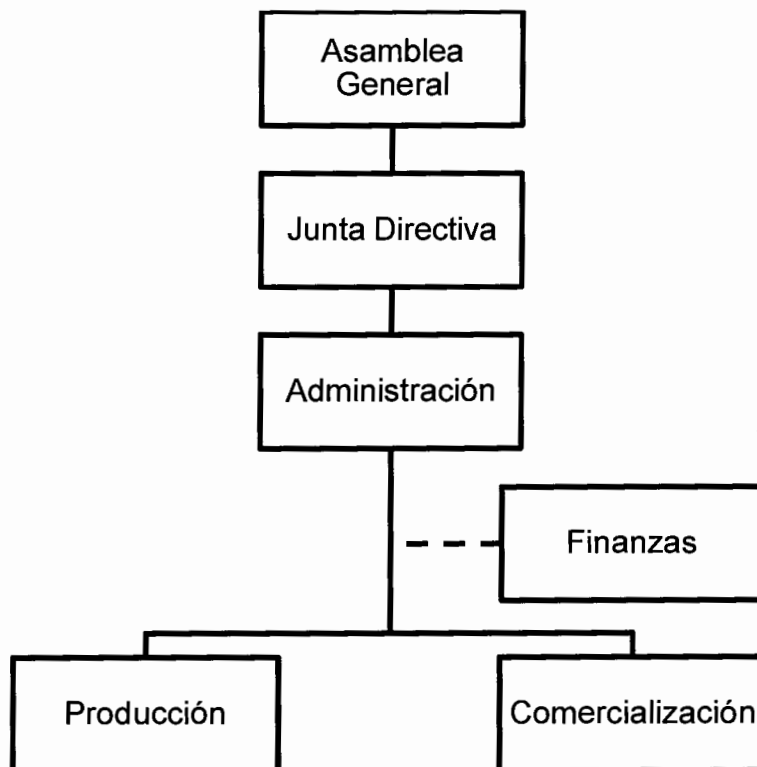 Asamblea
General
Junta Directiva
Administración
Finanzas
Producción
Comercialización